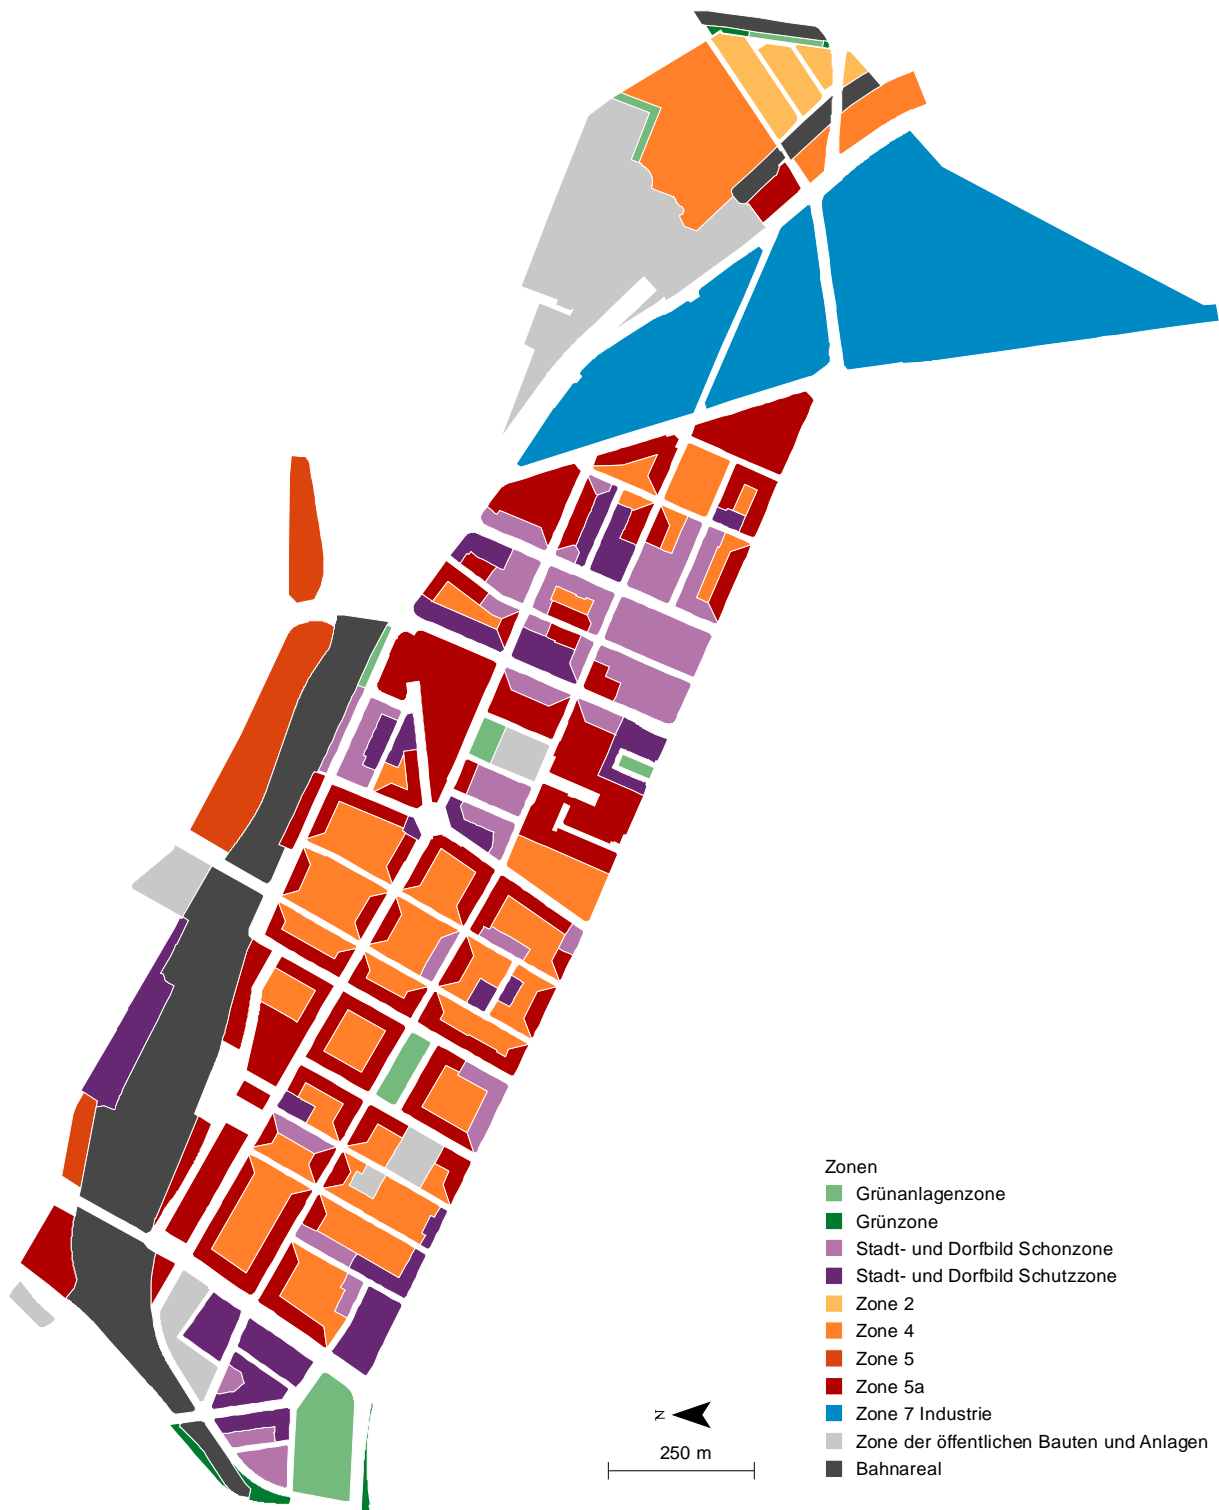 Zonen
Grünanlagenzone
Grünzone
Stadt- und Dorfbild Schonzone
Stadt- und Dorfbild Schutzzone
Zone 2
Zone 4
Zone 5
Zone 5a
Zone 7 Industrie
Zone der öffentlichen Bauten und Anlagen
Bahnareal
N
250 m